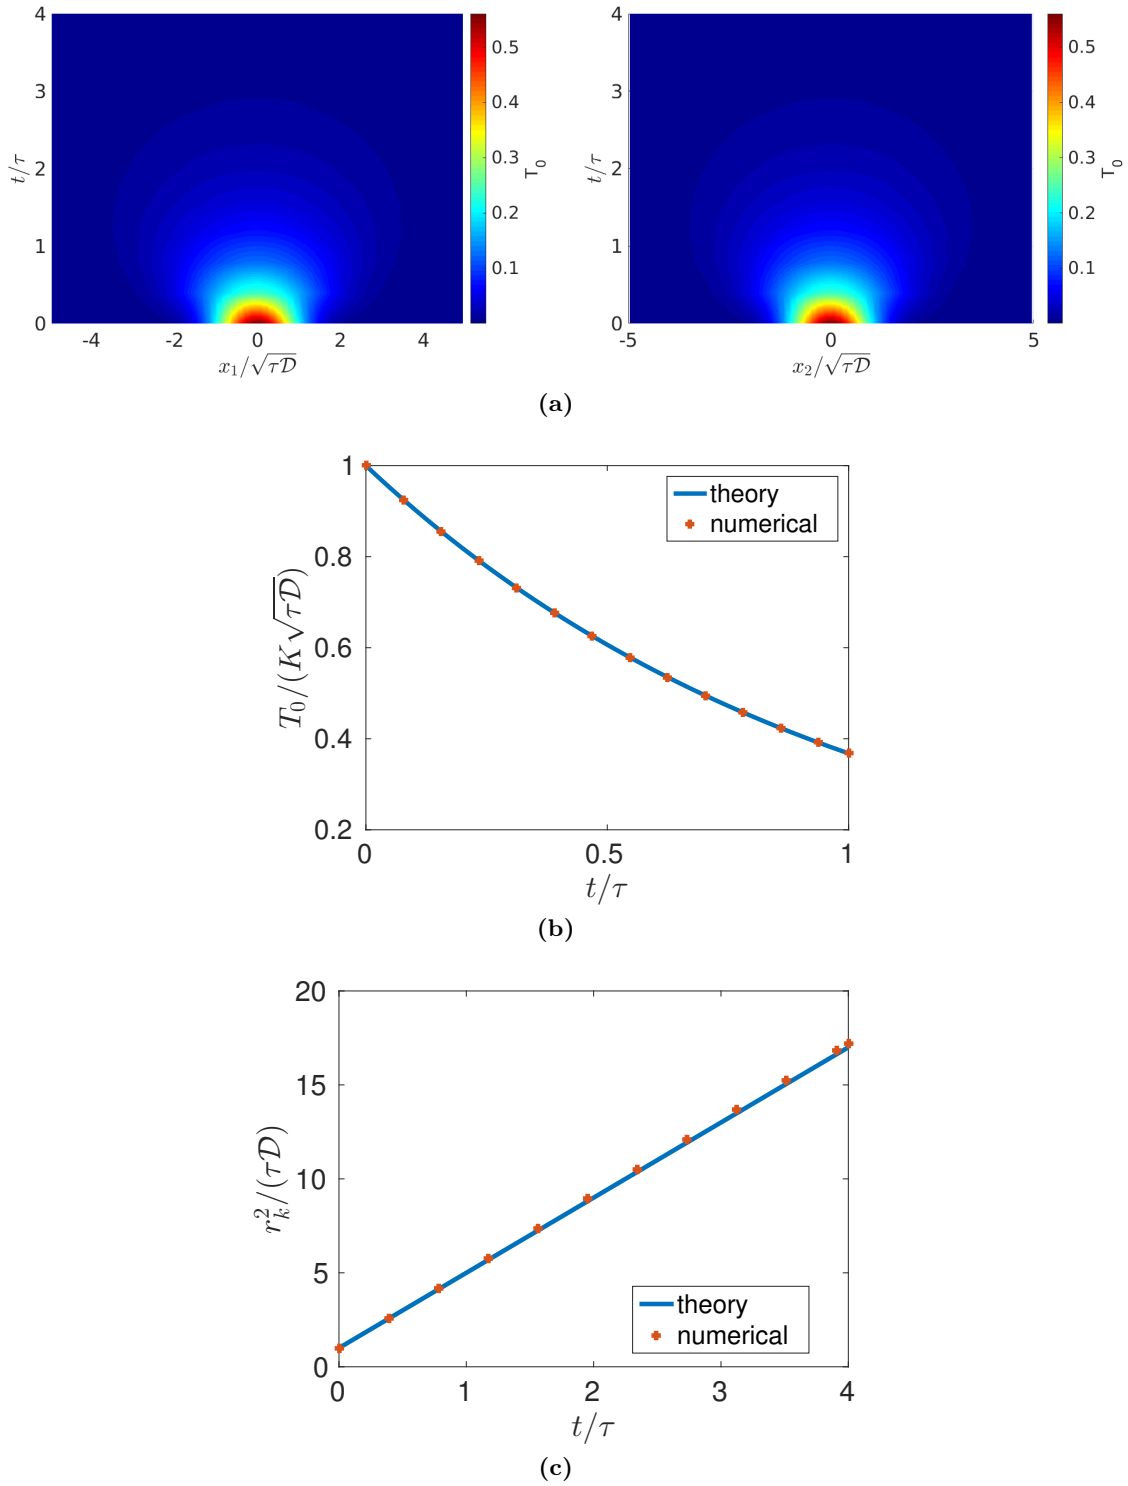 4
3
2
1
0
t/τ
-4 -2 0 2 4
x₁/√τ𝒟
0.5
0.4
0.3
0.2
0.1
T₀
4
3
2
1
0
t/τ
-5 0 5
x₂/√τ𝒟
0.5
0.4
0.3
0.2
0.1
T₀
(a)
1
0.8
0.6
0.4
0.2
T₀/(K√τ𝒟)
theory
numerical
0 0.5 1
t/τ
(b)
20
15
10
5
0
r²ₖ/(τ𝒟)
theory
numerical
0 1 2 3 4
t/τ
(c)